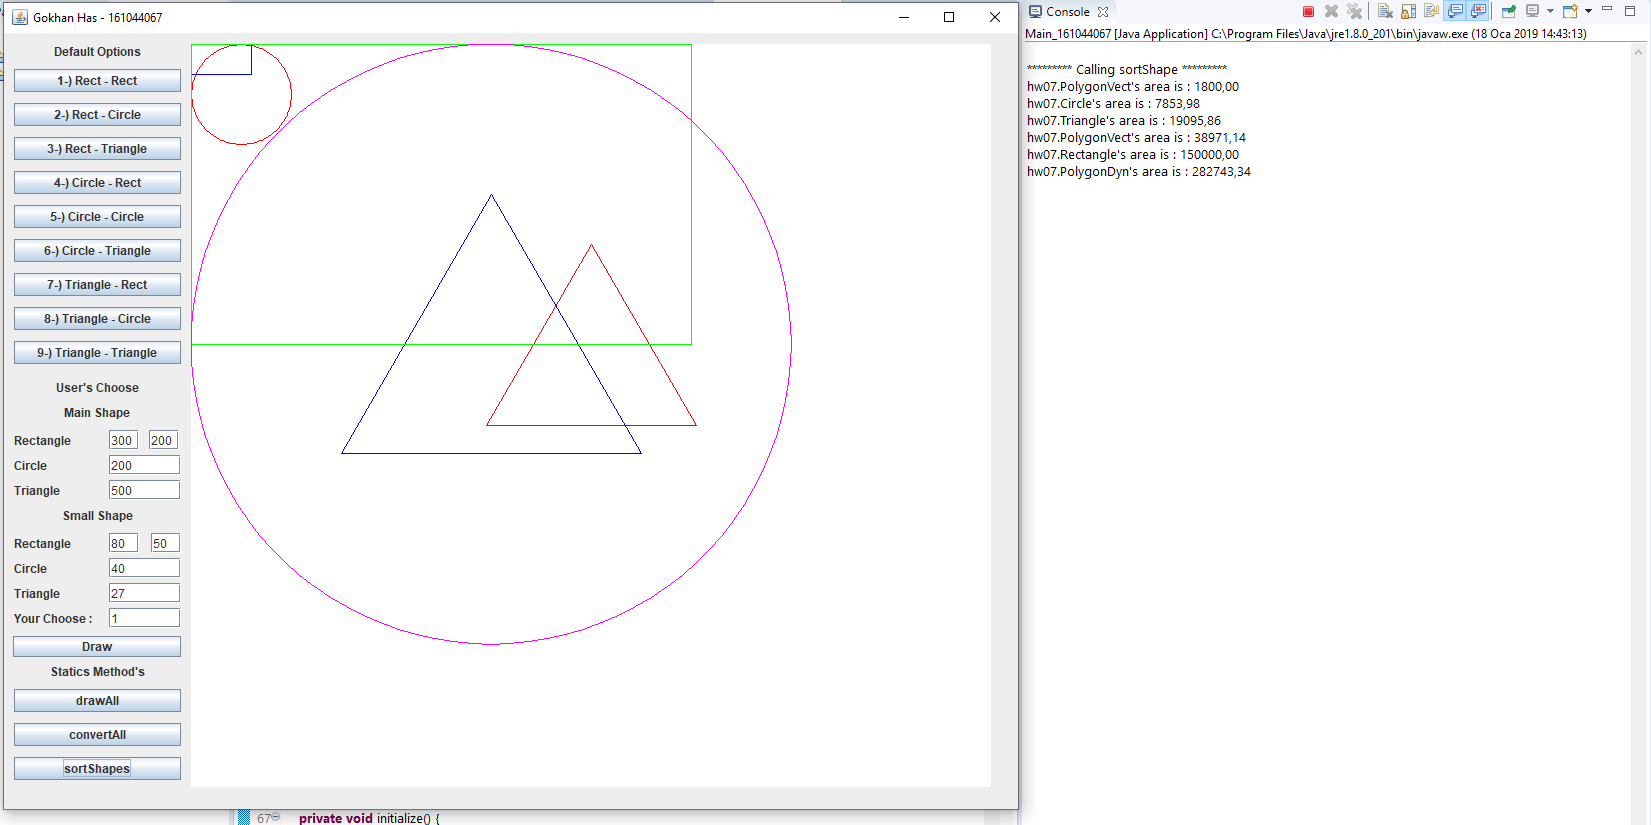 Gokhan Has - 161044067
Default Options
1-) Rect - Rect
2-) Rect - Circle
3-) Rect - Triangle
4-) Circle - Rect
5-) Circle - Circle
6-) Circle - Triangle
7-) Triangle - Rect
8-) Triangle - Circle
9-) Triangle - Triangle
User's Choose
Main Shape
Rectangle 300 200
Circle 200
Triangle 500
Small Shape
Rectangle 80 50
Circle 40
Triangle 27
Your Choose : 1
Draw
Statics Method's
drawAll
convertAll
sortShapes
67 private void initialize() {
Console
Main_161044067 [Java Application] C:\Program Files\Java\jre1.8.0_201\bin\javaw.exe (18 Oca 2019 14:43:13)
********* Calling sortShape *********
hw07.PolygonVect's area is : 1800,00
hw07.Circle's area is : 7853,98
hw07.Triangle's area is : 19095,86
hw07.PolygonVect's area is : 38971,14
hw07.Rectangle's area is : 150000,00
hw07.PolygonDyn's area is : 282743,34